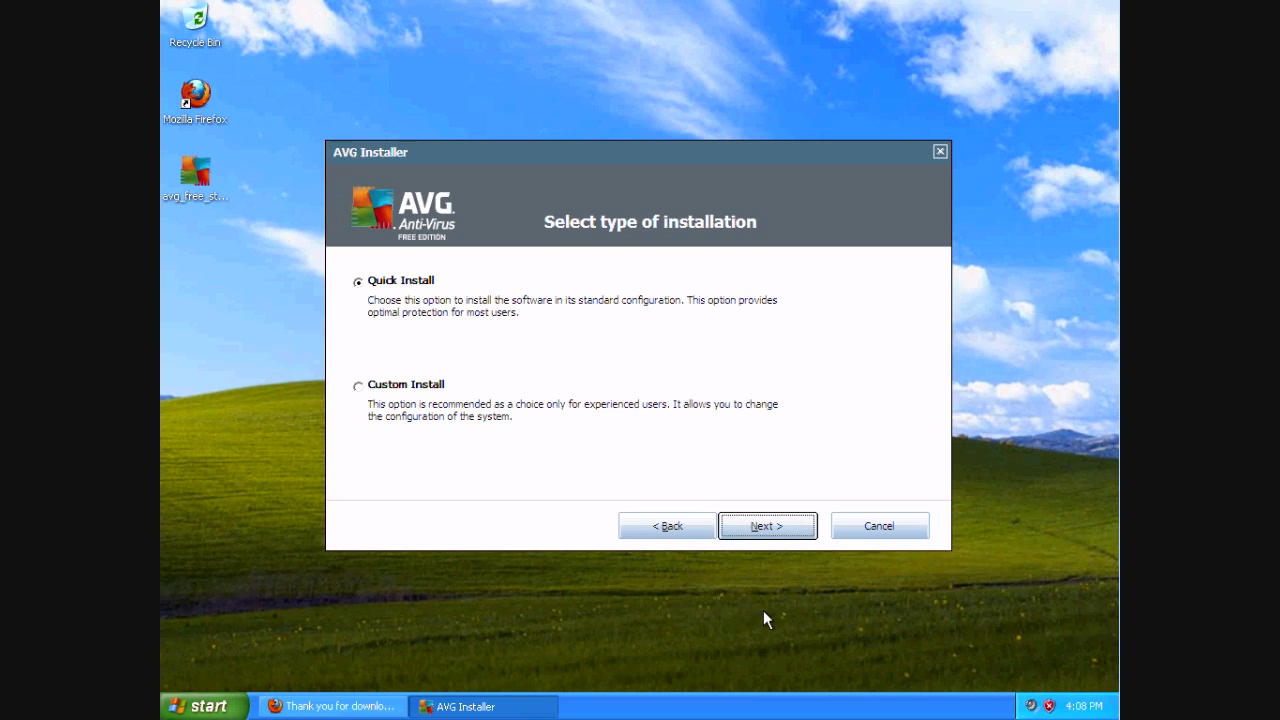 Recycle Bin
Mozilla Firefox
avg_free_st...
AVG Installer
AVG.
Anti-Virus
FREE EDITION
Select type of installation
Quick Install
Choose this option to install the software in its standard configuration. This option provides
optimal protection for most users.
Custom Install
This option is recommended as a choice only for experienced users. It allows you to change
the configuration of the system.
< Back
Next >
Cancel
start
Thank you for downlo...
AVG Installer
4:08 PM